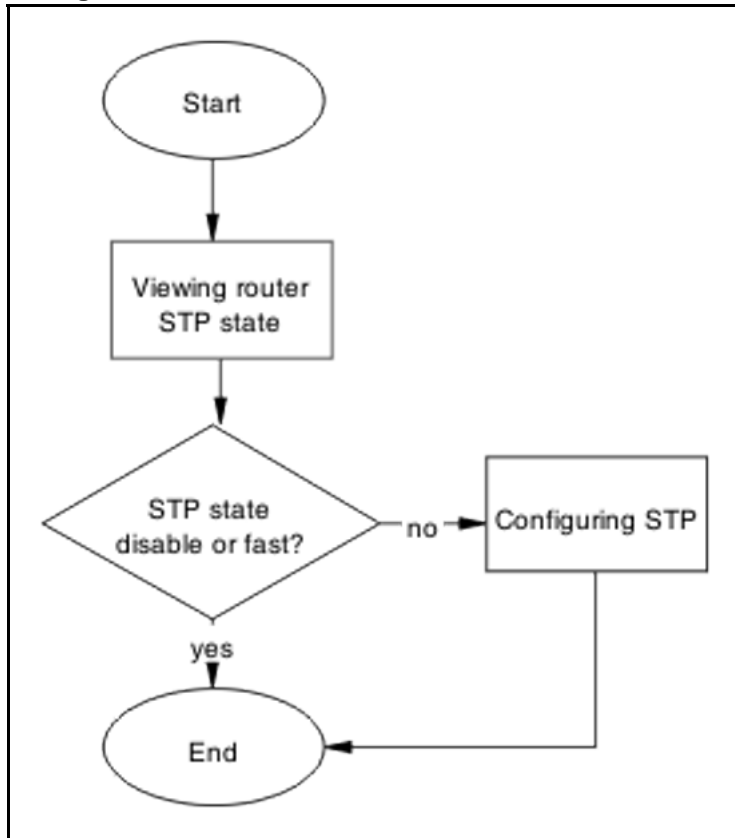 Start
Viewing router
STP state
STP state
disable or fast?
no
Configuring STP
yes
End